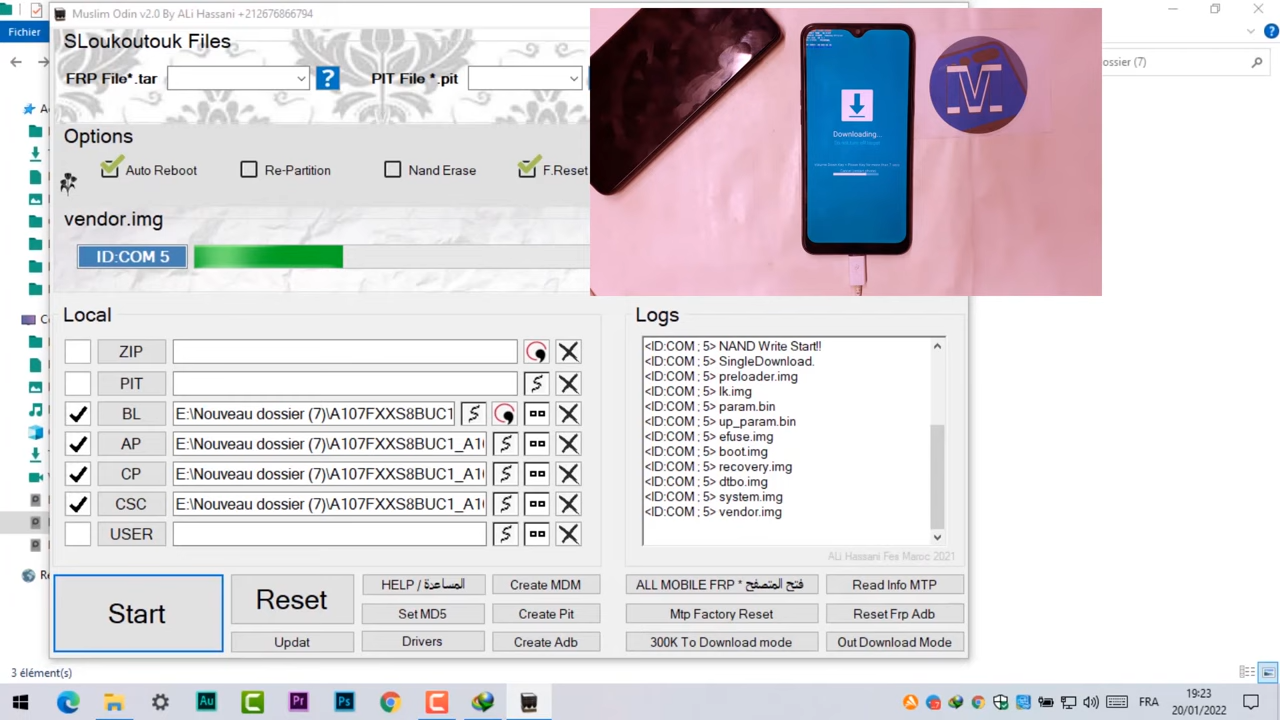 Muslim Odin v2.0 By ALi Hassani +212676866794
Fichier
SLoukoutouk Files
FRP File*.tar
?
PIT File *.pit
ossier (7)
?
Options
Auto Reboot
Re-Partition
Nand Erase
F.Reset
vendor.img
ID:COM 5
Downloading...
V
Local
ZIP
PIT
BL
E:\Nouveau dossier (7)\A107FXXS8BUC1
AP
E:\Nouveau dossier (7)\A107FXXS8BUC1_A1
CP
E:\Nouveau dossier (7)\A107FXXS8BUC1_A1
CSC
E:\Nouveau dossier (7)\A107FXXS8BUC1_A1
USER
Logs
<ID:COM ; 5> NAND Write Start!!
<ID:COM ; 5> SingleDownload.
<ID:COM ; 5> preloader.img
<ID:COM ; 5> lk.img
<ID:COM ; 5> param.bin
<ID:COM ; 5> up_param.bin
<ID:COM ; 5> efuse.img
<ID:COM ; 5> boot.img
<ID:COM ; 5> recovery.img
<ID:COM ; 5> dtbo.img
<ID:COM ; 5> system.img
<ID:COM ; 5> vendor.img
ALi Hassani Fes Maroc 2021
Start
Reset
Updat
HELP / المساعدة
Set MD5
Drivers
Create MDM
Create Pit
Create Adb
ALL MOBILE FRP * فتح المتصفح
Mtp Factory Reset
300K To Download mode
Read Info MTP
Reset Frp Adb
Out Download Mode
3 élément(s)
Au
Pr
Ps
FRA
19:23
20/01/2022